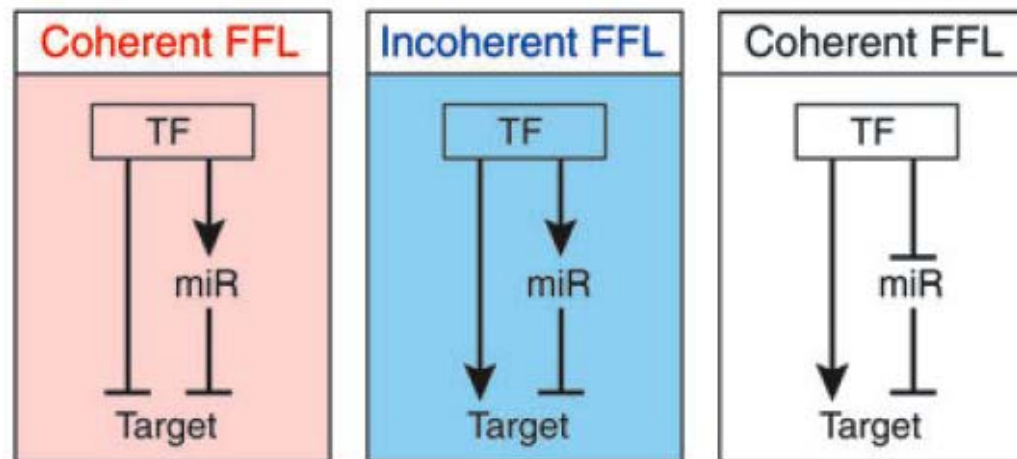 Coherent FFL
TF
miR
Target
Incoherent FFL
TF
miR
Target
Coherent FFL
TF
miR
Target